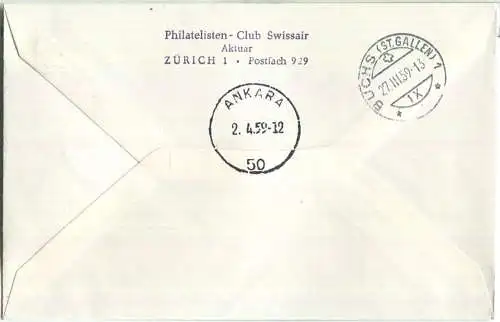 Philatelisten - Club Swissair
Aktuar
ZÜRICH 1 • Postfach 929
BUCHS (ST. GALLEN) 1
27.III.59-13
IX
ANKARA
2. 4.59-12
50